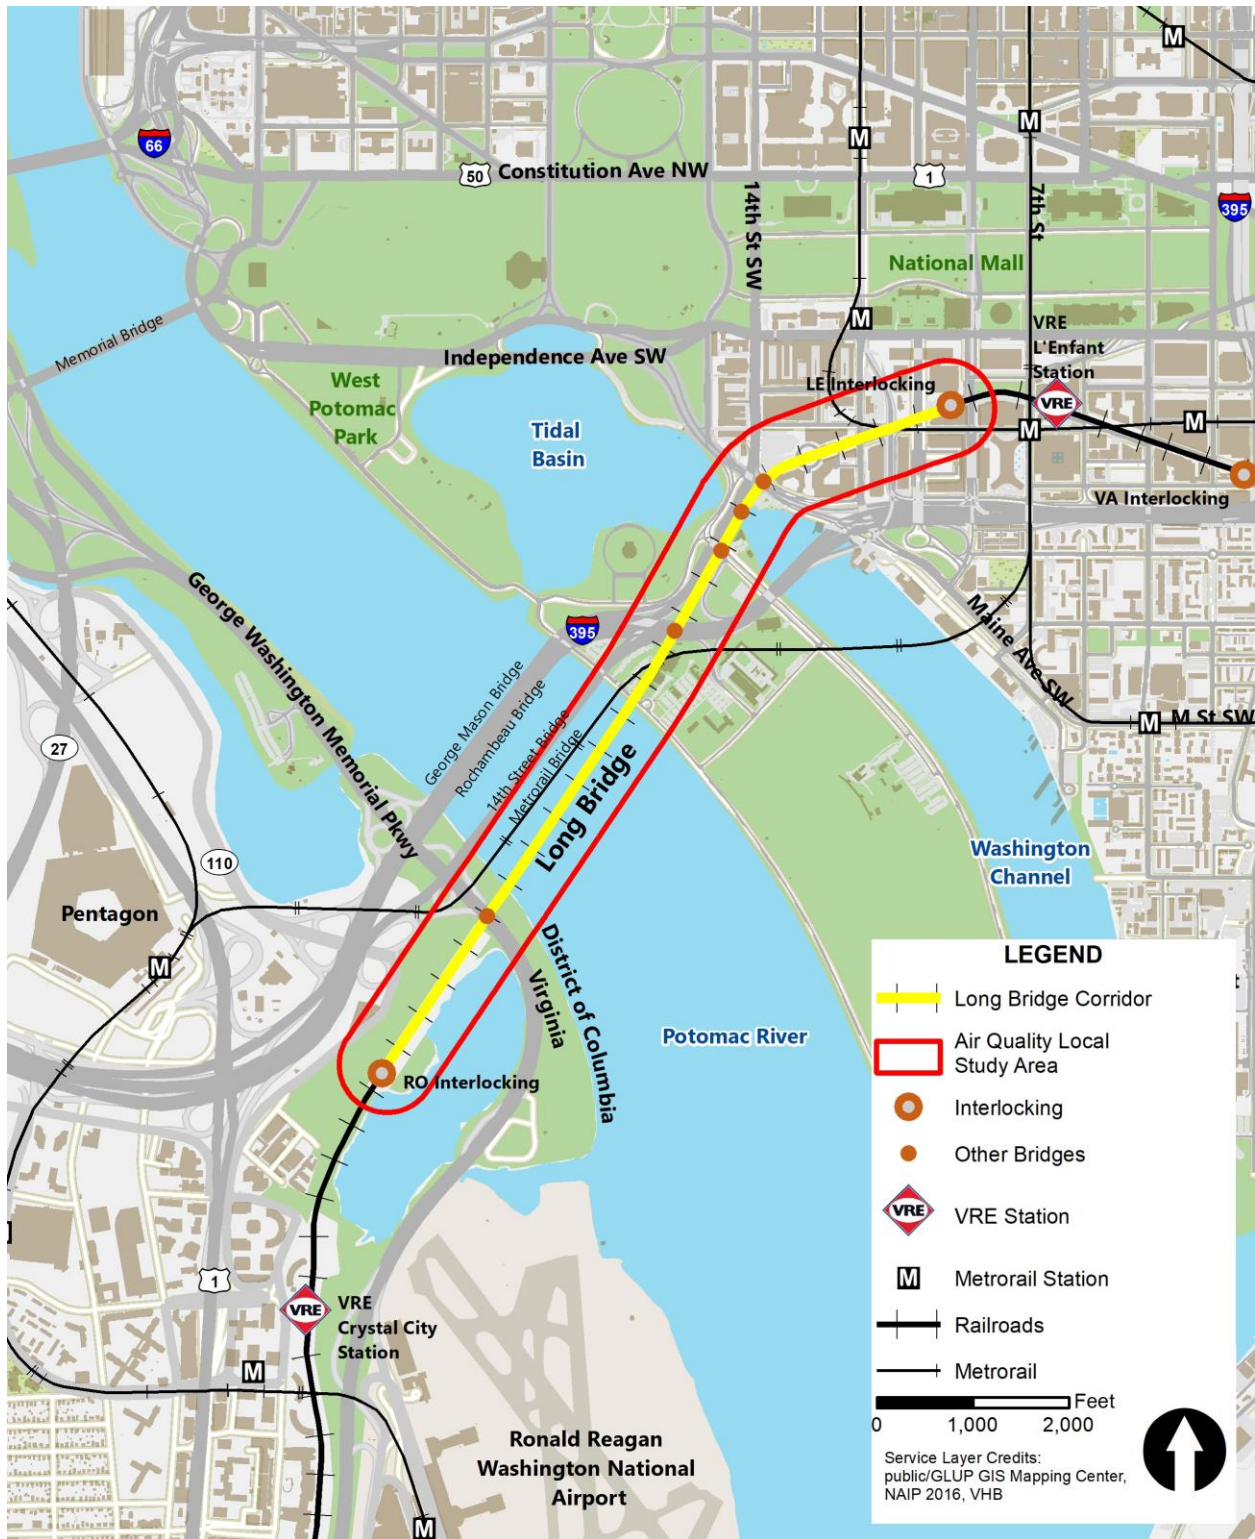 M
M
M
66
50
Constitution Ave NW
1
14th St SW
7th St
395
National Mall
Memorial Bridge
M
VRE
L'Enfant
Station
Independence Ave SW
West
Potomac
Park
LE Interlocking
VRE
Tidal
Basin
M
M
VA Interlocking
George Washington Memorial Pkwy
395
Maine Ave SW
George Mason Bridge
Rochambeau Bridge
14th Street Bridge
Metrorail Bridge
Long Bridge
M
M St SW
27
110
Washington
Channel
Pentagon
M
District of Columbia
Virginia
Potomac River
RO Interlocking
1
VRE
VRE
Crystal City
Station
M
Ronald Reagan
Washington National
Airport
M
LEGEND
Long Bridge Corridor
Air Quality Local
Study Area
Interlocking
Other Bridges
VRE
VRE Station
M
Metrorail Station
Railroads
Metrorail
Feet
0 1,000 2,000
Service Layer Credits:
public/GLUP GIS Mapping Center,
NAIP 2016, VHB